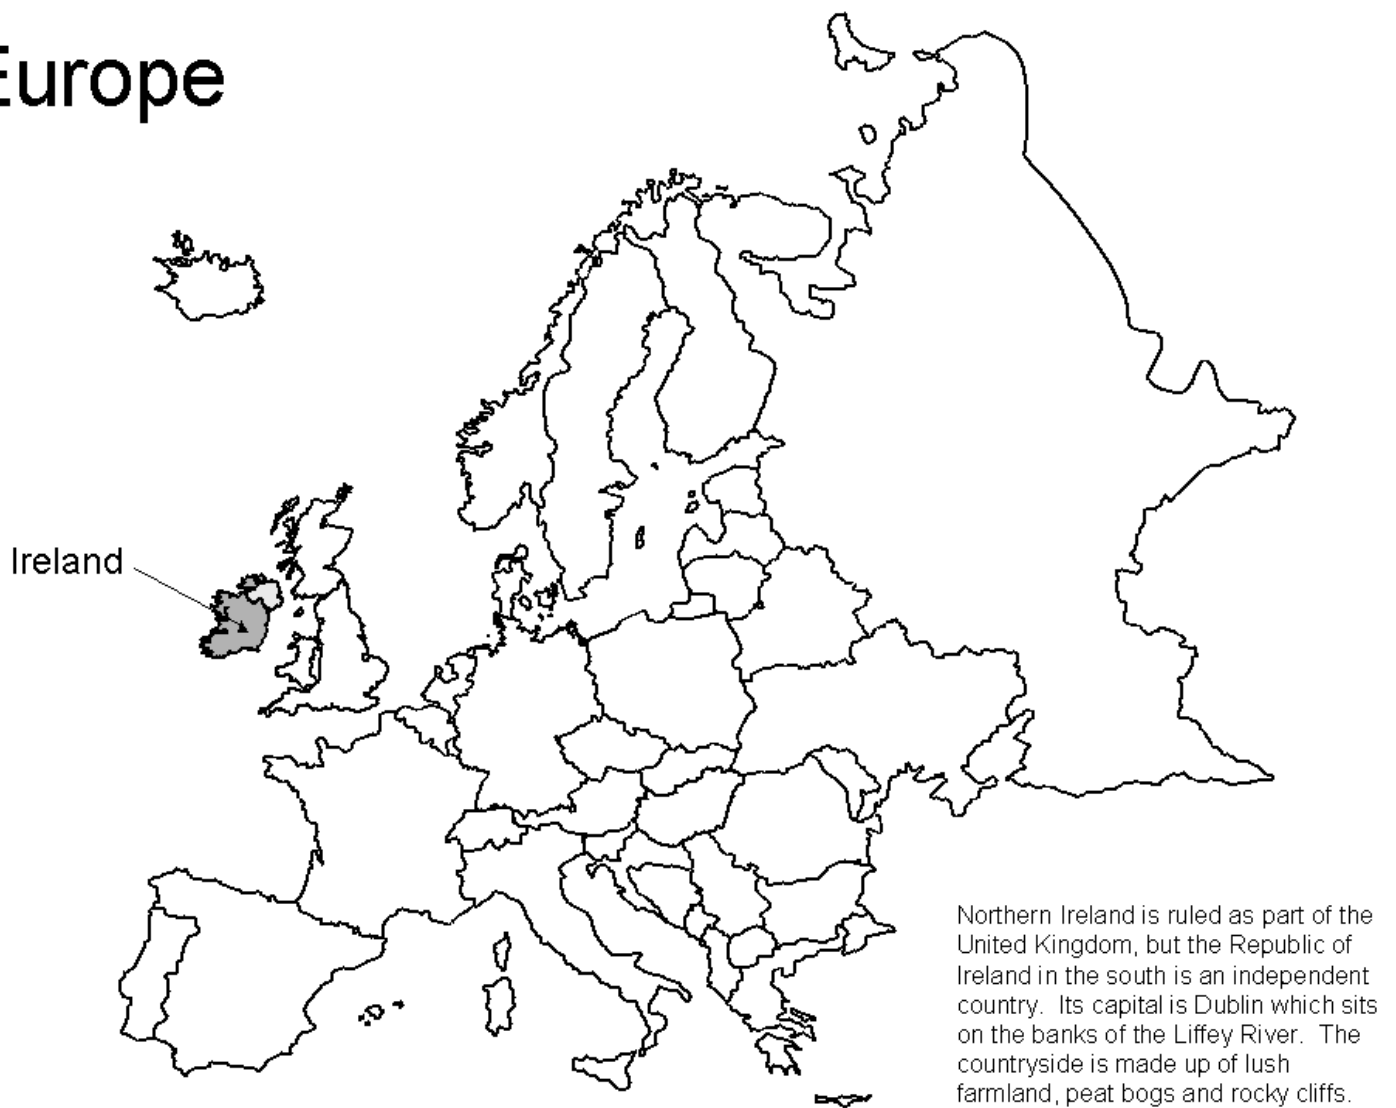 Europe
Ireland
Northern Ireland is ruled as part of the
United Kingdom, but the Republic of
Ireland in the south is an independent
country. Its capital is Dublin which sits
on the banks of the Liffey River. The
countryside is made up of lush
farmland, peat bogs and rocky cliffs.